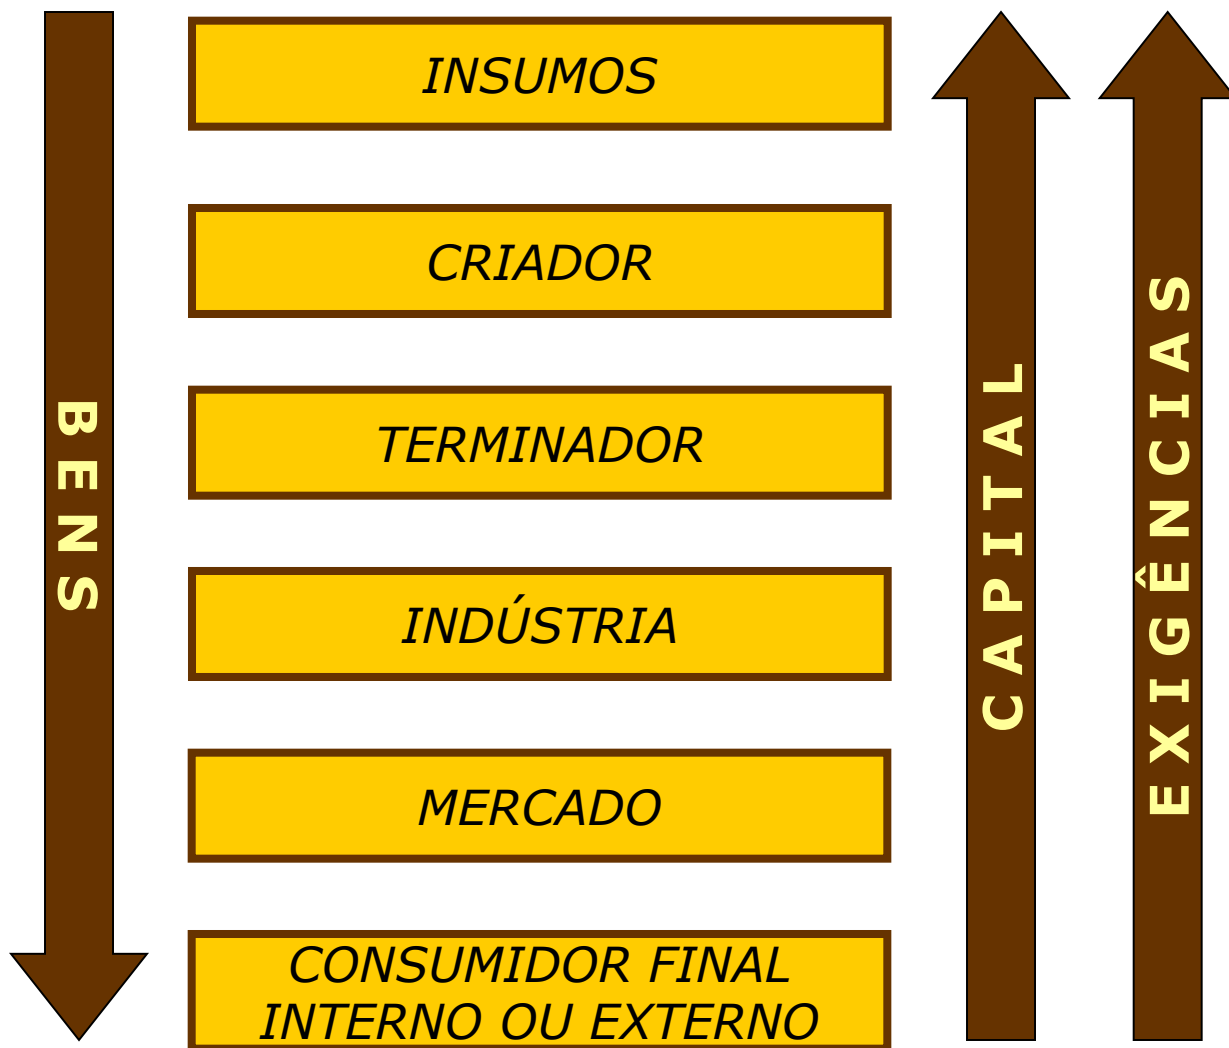 INSUMOS
CRIADOR
TERMINADOR
INDÚSTRIA
MERCADO
CONSUMIDOR FINAL
INTERNO OU EXTERNO
BENS
CAPITAL
EXIGÊNCIAS